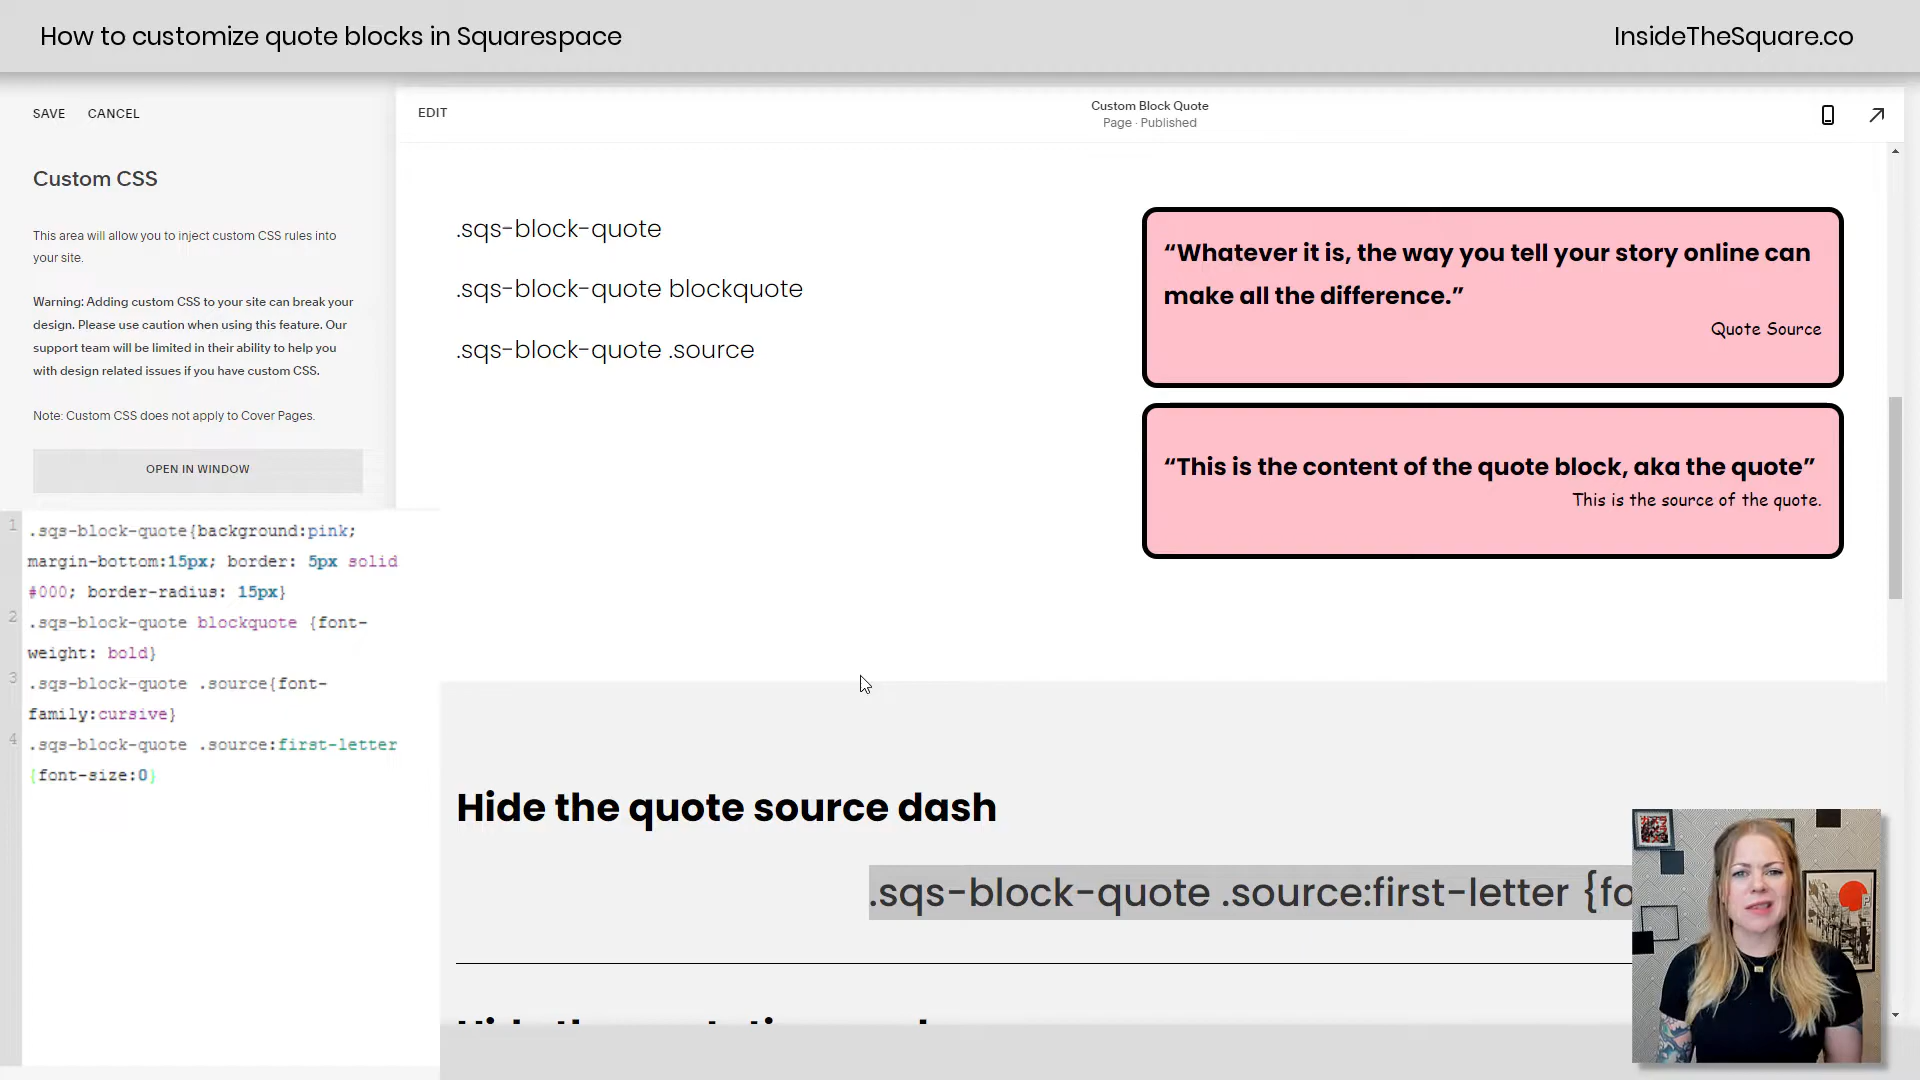 How to customize quote blocks in Squarespace
InsideTheSquare.co
SAVE CANCEL
EDIT
Custom Block Quote
Page · Published
Custom CSS
This area will allow you to inject custom CSS rules into
your site.
Warning: Adding custom CSS to your site can break your
design. Please use caution when using this feature. Our
support team will be limited in their ability to help you
with design related issues if you have custom CSS.
Note: Custom CSS does not apply to Cover Pages.
OPEN IN WINDOW
1 .sqs-block-quote{background:pink;
margin-bottom:15px; border: 5px solid
#000; border-radius: 15px}
2 .sqs-block-quote blockquote {font-
weight: bold}
3 .sqs-block-quote .source{font-
family:cursive}
4 .sqs-block-quote .source:first-letter
{font-size:0}
.sqs-block-quote
.sqs-block-quote blockquote
.sqs-block-quote .source
“Whatever it is, the way you tell your story online can
make all the difference.”
Quote Source
“This is the content of the quote block, aka the quote”
This is the source of the quote.
Hide the quote source dash
.sqs-block-quote .source:first-letter {fo